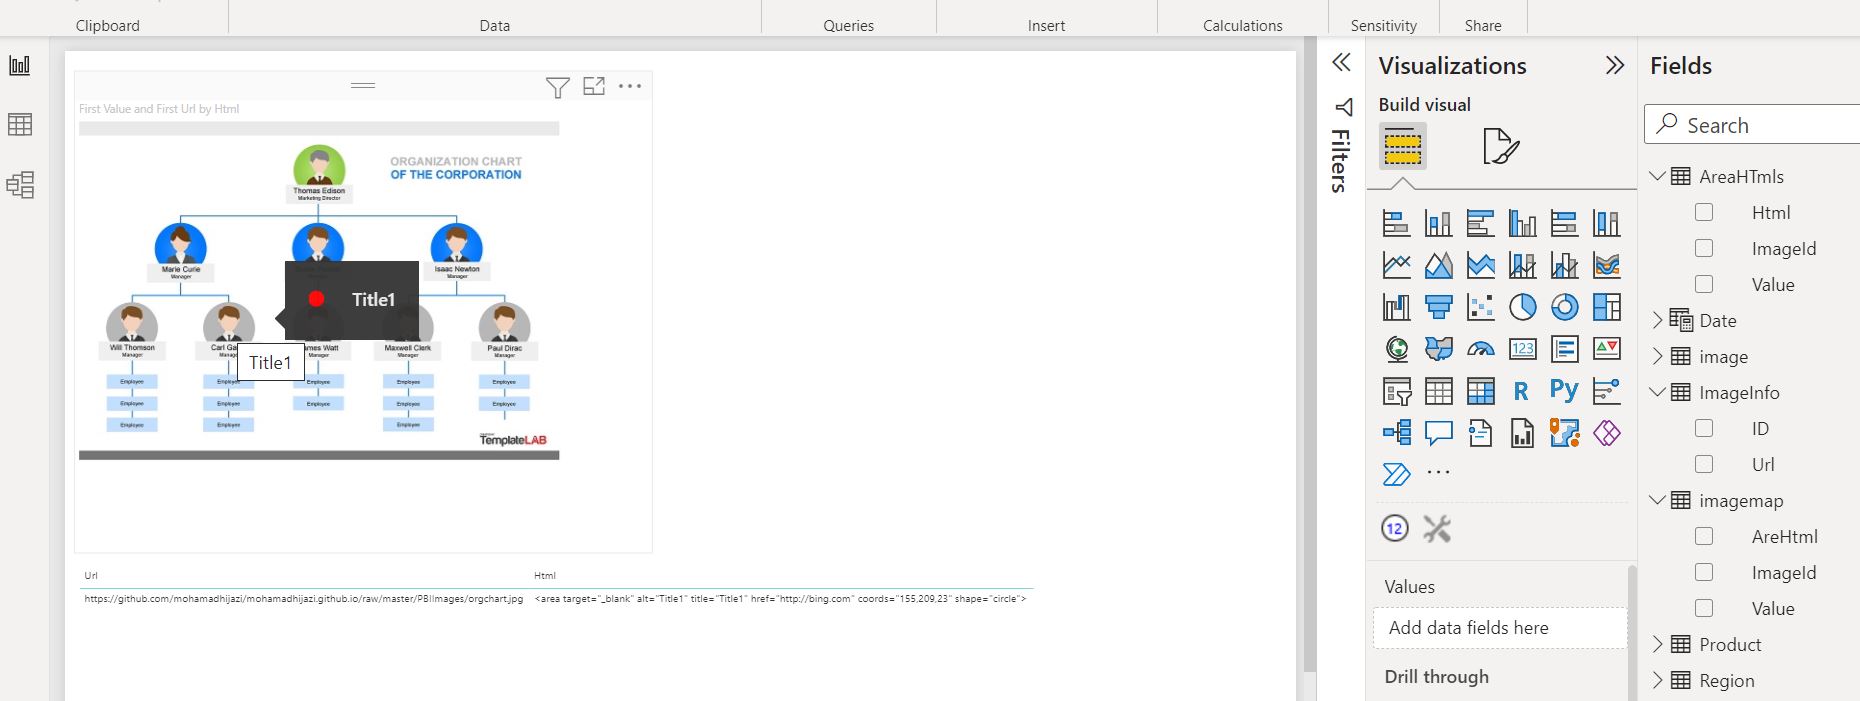 Clipboard
Data
Queries
Insert
Calculations
Sensitivity
Share
First Value and First Url by Html
ORGANIZATION CHART
OF THE CORPORATION
Thomas Edison
Marketing Director
Marie Curie
Manager
Isaac Newton
Manager
Title1
Will Thomson
Manager
Carl
Title1
James Watt
Manager
Maxwell Clerk
Manager
Paul Dirac
Manager
Employee
Employee
Employee
Employee
Employee
Employee
Employee
Employee
Employee
Employee
Employee
Employee
Employee
TemplateLAB
Url
Html
https://github.com/mohamadhijazi/mohamadhijazi.github.io/raw/master/PBIImages/orgchart.jpg
<area target="_blank" alt="Title1" title="Title1" href="http://bing.com" coords="155,209,23" shape="circle">
Filters
Visualizations
Build visual
123
R
Py
12
Values
Add data fields here
Drill through
Fields
Search
AreaHTmls
Html
ImageId
Value
Date
image
ImageInfo
ID
Url
imagemap
AreHtml
ImageId
Value
Product
Region